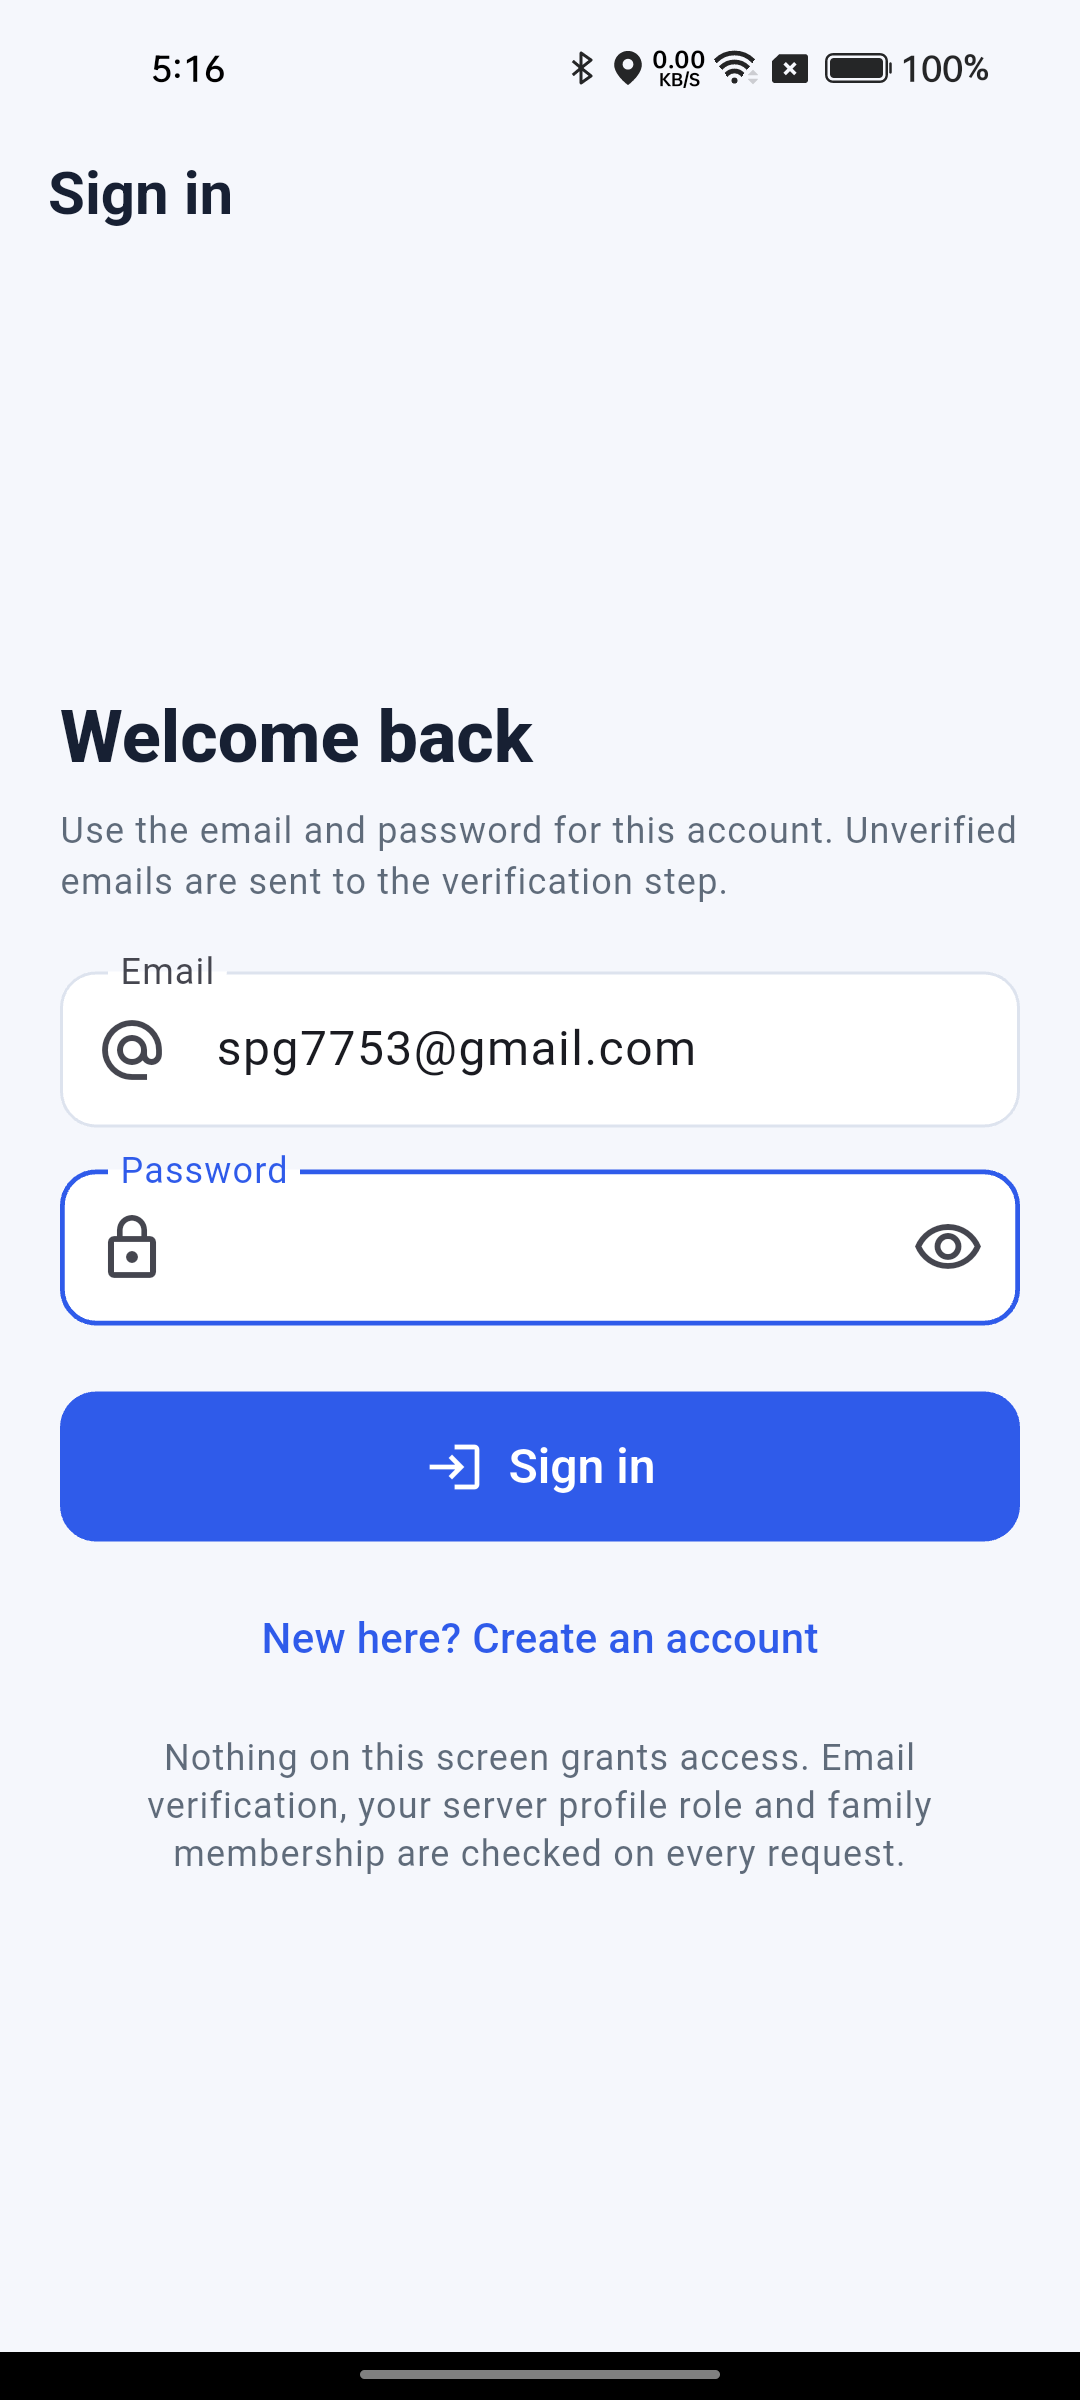 5:16
0.00
KB/S
100%
Sign in
Welcome back
Use the email and password for this account. Unverified
emails are sent to the verification step.
Email
spg7753@gmail.com
Password
Sign in
New here? Create an account
Nothing on this screen grants access. Email
verification, your server profile role and family
membership are checked on every request.